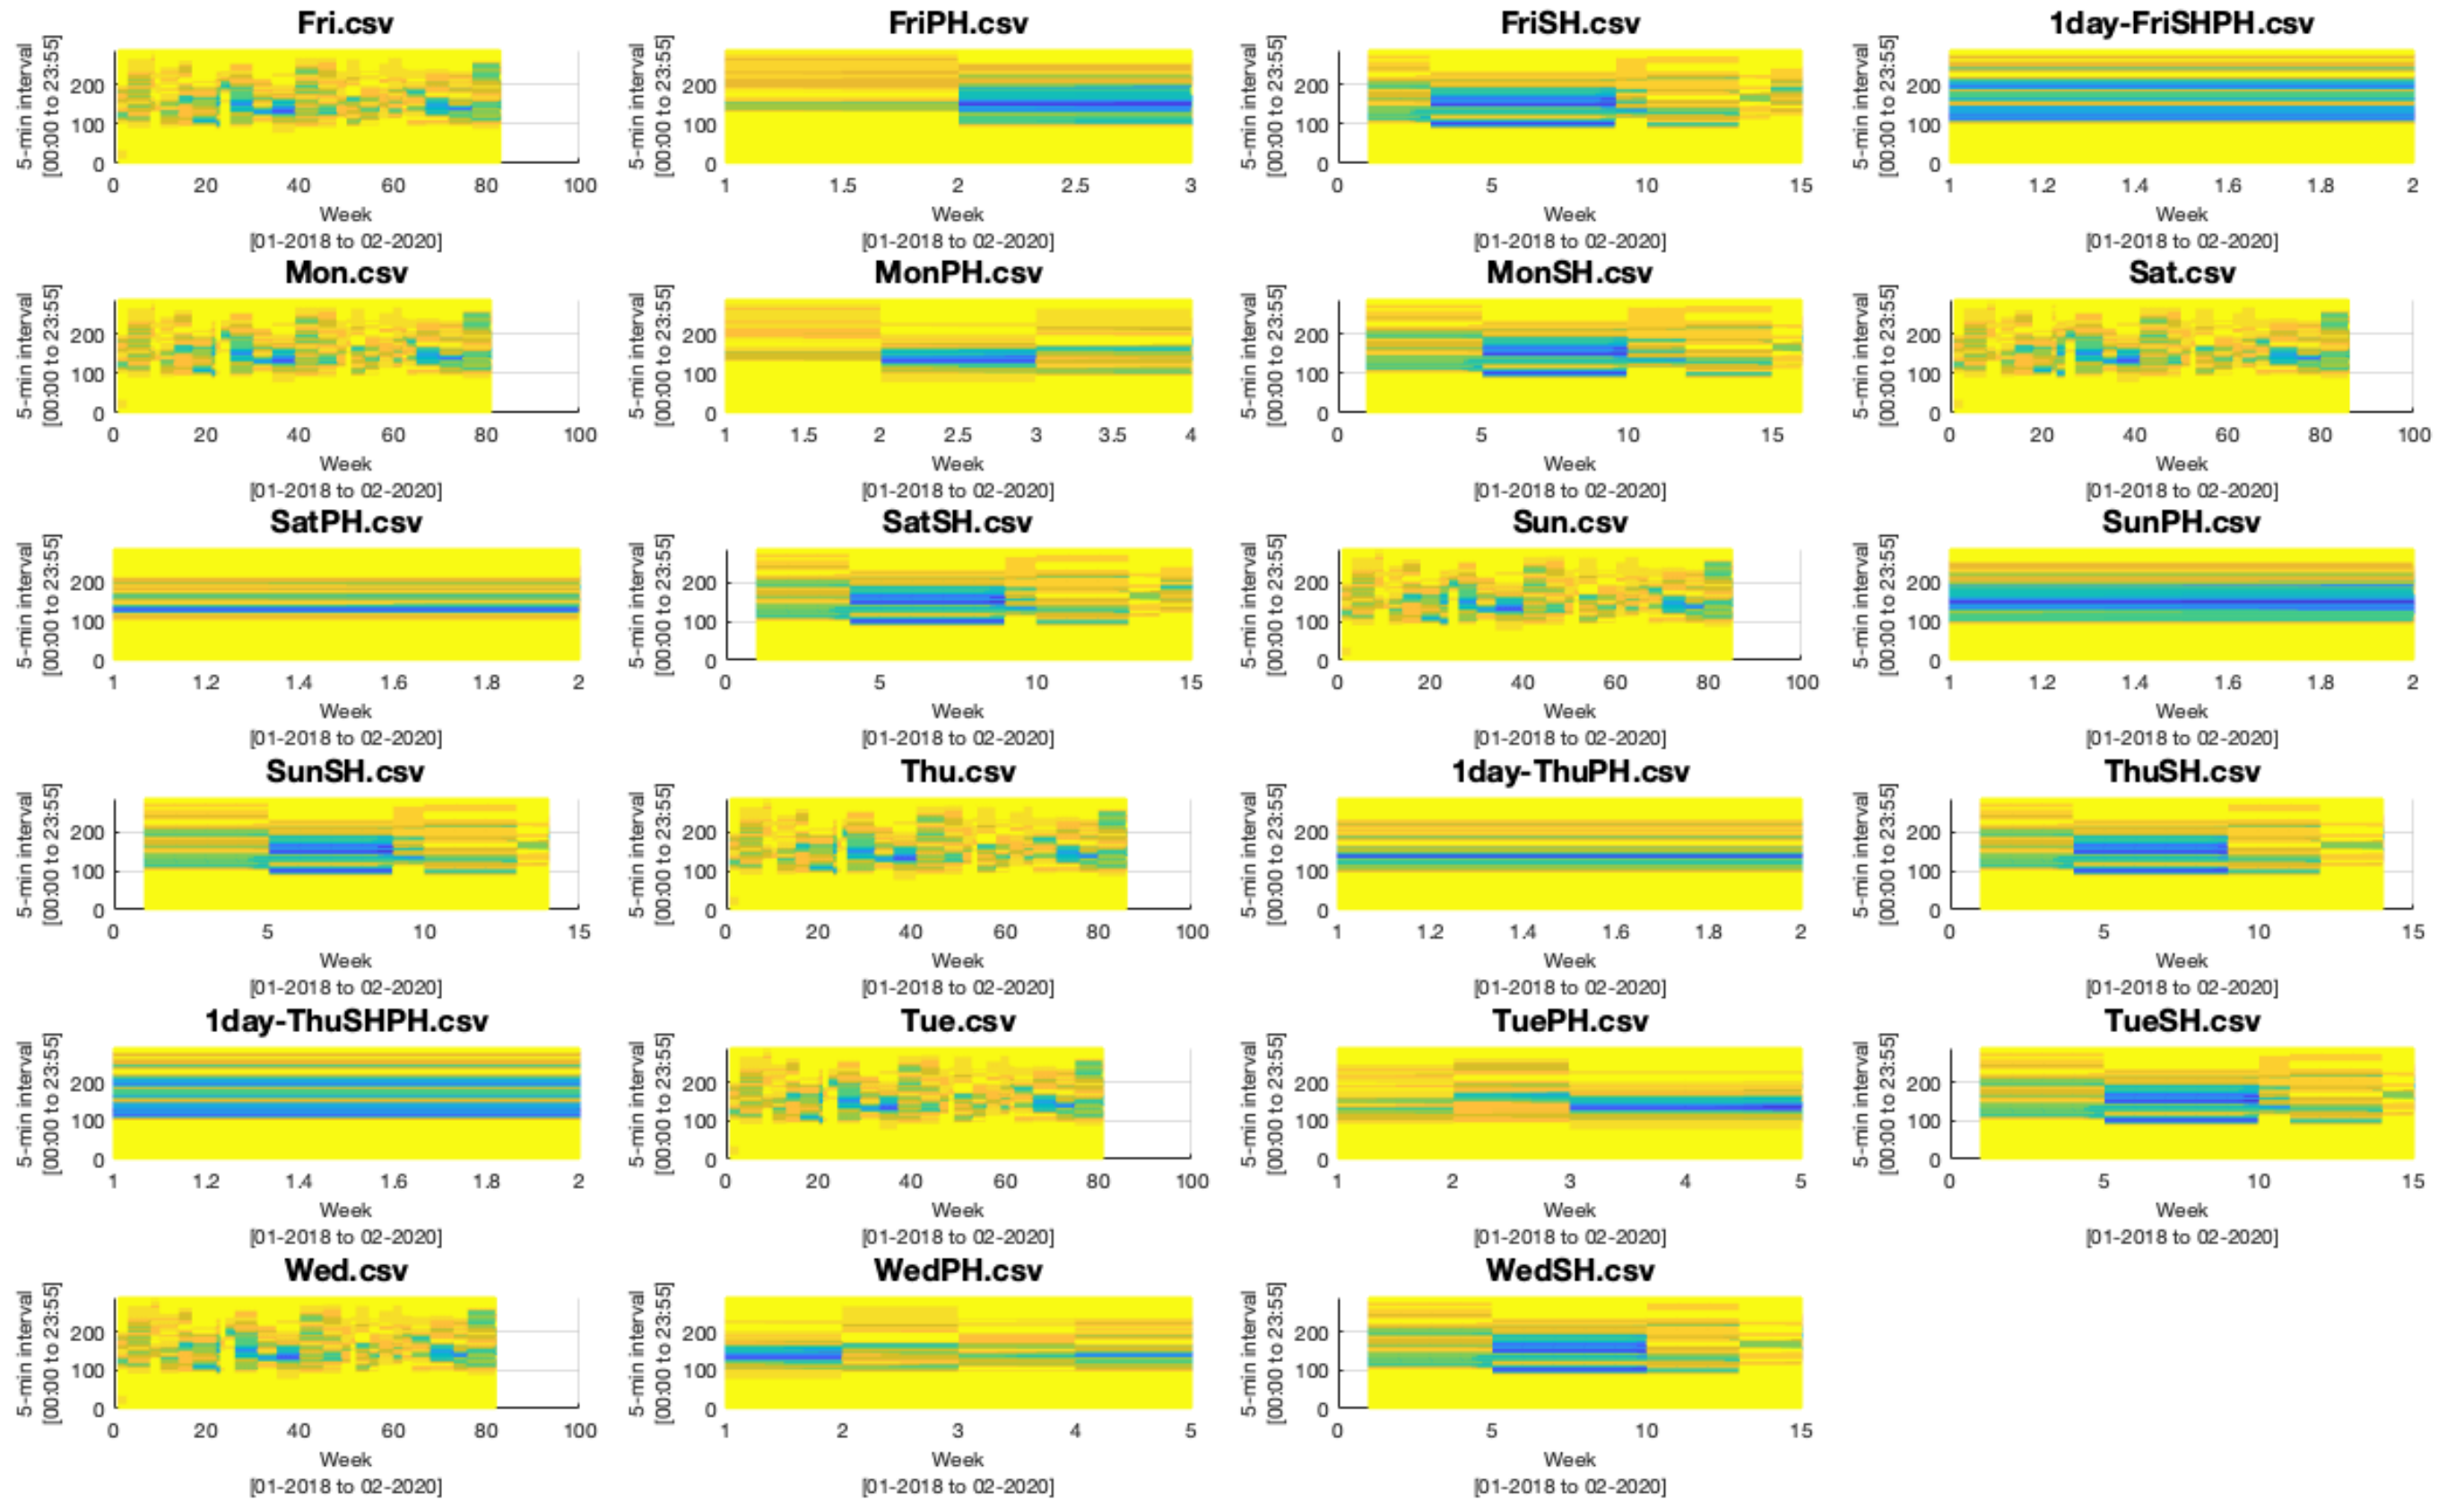 Fri.csv
5-min interval
[00:00 to 23:55]
200
100
0
0 20 40 60 80 100
Week
[01-2018 to 02-2020]
FriPH.csv
5-min interval
[00:00 to 23:55]
200
100
0
1 1.5 2 2.5 3
Week
[01-2018 to 02-2020]
FriSH.csv
5-min interval
[00:00 to 23:55]
200
100
0
0 5 10 15
Week
[01-2018 to 02-2020]
1day-FriSHPH.csv
5-min interval
[00:00 to 23:55]
200
100
0
1 1.2 1.4 1.6 1.8 2
Week
[01-2018 to 02-2020]
Mon.csv
5-min interval
[00:00 to 23:55]
200
100
0
0 20 40 60 80 100
Week
[01-2018 to 02-2020]
MonPH.csv
5-min interval
[00:00 to 23:55]
200
100
0
1 1.5 2 2.5 3 3.5 4
Week
[01-2018 to 02-2020]
MonSH.csv
5-min interval
[00:00 to 23:55]
200
100
0
0 5 10 15
Week
[01-2018 to 02-2020]
Sat.csv
5-min interval
[00:00 to 23:55]
200
100
0
0 20 40 60 80 100
Week
[01-2018 to 02-2020]
SatPH.csv
5-min interval
[00:00 to 23:55]
200
100
0
1 1.2 1.4 1.6 1.8 2
Week
[01-2018 to 02-2020]
SatSH.csv
5-min interval
[00:00 to 23:55]
200
100
0
0 5 10 15
Week
[01-2018 to 02-2020]
Sun.csv
5-min interval
[00:00 to 23:55]
200
100
0
0 20 40 60 80 100
Week
[01-2018 to 02-2020]
SunPH.csv
5-min interval
[00:00 to 23:55]
200
100
0
1 1.2 1.4 1.6 1.8 2
Week
[01-2018 to 02-2020]
SunSH.csv
5-min interval
[00:00 to 23:55]
200
100
0
0 5 10 15
Week
[01-2018 to 02-2020]
Thu.csv
5-min interval
[00:00 to 23:55]
200
100
0
0 20 40 60 80 100
Week
[01-2018 to 02-2020]
1day-ThuPH.csv
5-min interval
[00:00 to 23:55]
200
100
0
1 1.2 1.4 1.6 1.8 2
Week
[01-2018 to 02-2020]
ThuSH.csv
5-min interval
[00:00 to 23:55]
200
100
0
0 5 10 15
Week
[01-2018 to 02-2020]
1day-ThuSHPH.csv
5-min interval
[00:00 to 23:55]
200
100
0
1 1.2 1.4 1.6 1.8 2
Week
[01-2018 to 02-2020]
Tue.csv
5-min interval
[00:00 to 23:55]
200
100
0
0 20 40 60 80 100
Week
[01-2018 to 02-2020]
TuePH.csv
5-min interval
[00:00 to 23:55]
200
100
0
1 2 3 4 5
Week
[01-2018 to 02-2020]
TueSH.csv
5-min interval
[00:00 to 23:55]
200
100
0
0 5 10 15
Week
[01-2018 to 02-2020]
Wed.csv
5-min interval
[00:00 to 23:55]
200
100
0
0 20 40 60 80 100
Week
[01-2018 to 02-2020]
WedPH.csv
5-min interval
[00:00 to 23:55]
200
100
0
1 2 3 4 5
Week
[01-2018 to 02-2020]
WedSH.csv
5-min interval
[00:00 to 23:55]
200
100
0
0 5 10 15
Week
[01-2018 to 02-2020]